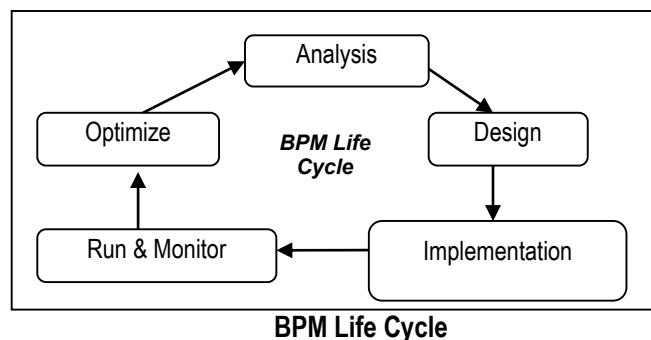 Analysis
Optimize
Design
BPM Life
Cycle
Run & Monitor
Implementation
BPM Life Cycle